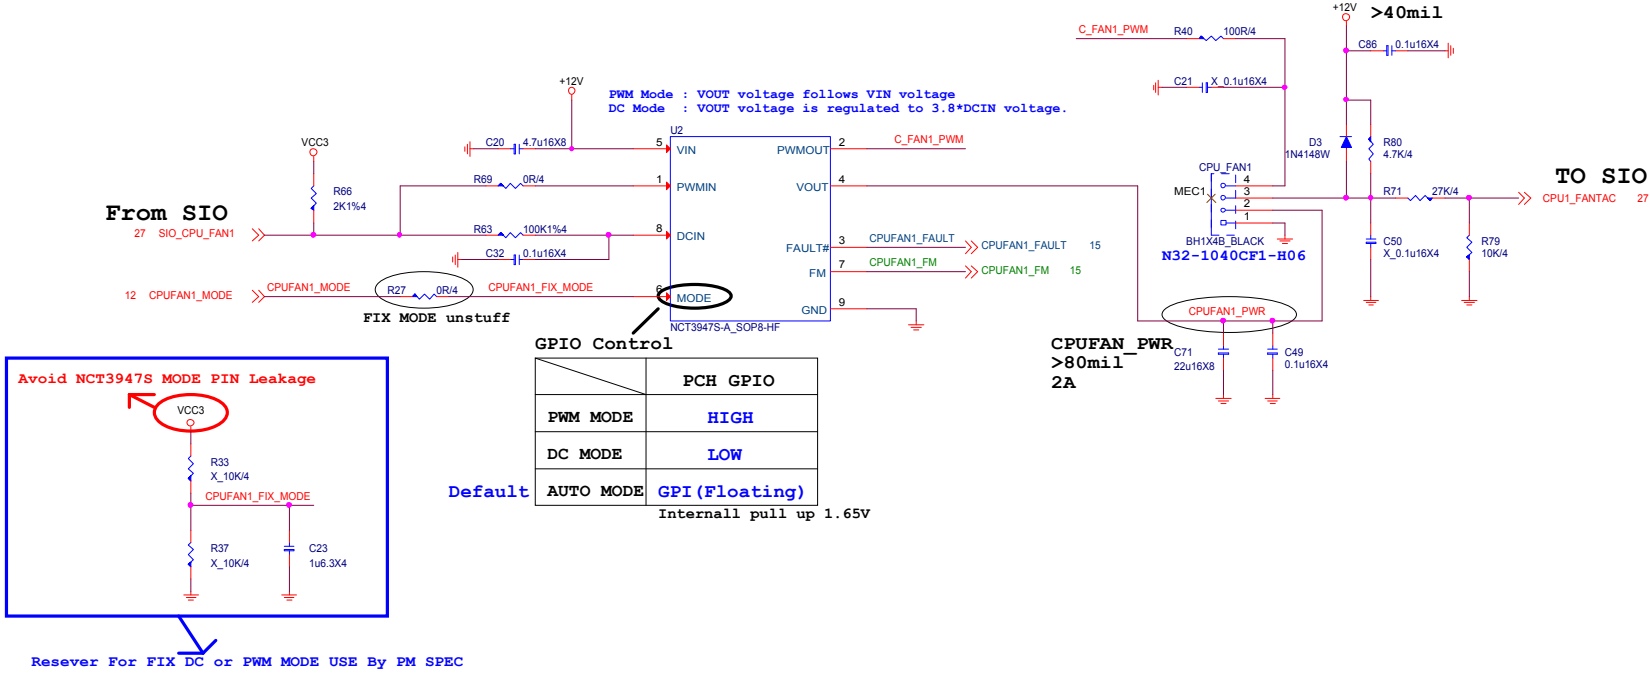 +12V
>40mil
C_FAN1_PWM
R40
100R/4
C86
0.1u16X4
C21
X_0.1u16X4
+12V
PWM Mode : VOUT voltage follows VIN voltage
DC Mode : VOUT voltage is regulated to 3.8*DCIN voltage.
U2
C20
4.7u16X8
5
VIN
PWMOUT
2
C_FAN1_PWM
VCC3
D3
1N4148W
R80
4.7K/4
R69
0R/4
1
PWMIN
VOUT
4
CPU_FAN1
MEC1
4
3
2
1
R66
2K1%4
R71
27K/4
TO SIO
CPU1_FANTAC 27
From SIO
27 SIO_CPU_FAN1
R63
100K1%4
8
DCIN
FAULT#
3
CPUFAN1_FAULT
CPUFAN1_FAULT 15
BH1X4B_BLACK
N32-1040CF1-H06
C50
X_0.1u16X4
R79
10K/4
C32
0.1u16X4
FM
7
CPUFAN1_FM
CPUFAN1_FM 15
12 CPUFAN1_MODE
CPUFAN1_MODE
R27
0R/4
CPUFAN1_FIX_MODE
6
MODE
GND
9
FIX MODE unstuff
NCT3947S-A_SOP8-HF
CPUFAN1_PWR
GPIO Control
CPUFAN_PWR
>80mil
2A
C71
22u16X8
C49
0.1u16X4
PCH GPIO
PWM MODE
HIGH
DC MODE
LOW
Default
AUTO MODE
GPI(Floating)
Internall pull up 1.65V
Avoid NCT3947S MODE PIN Leakage
VCC3
R33
X_10K/4
CPUFAN1_FIX_MODE
R37
X_10K/4
C23
1u6.3X4
Resever For FIX DC or PWM MODE USE By PM SPEC